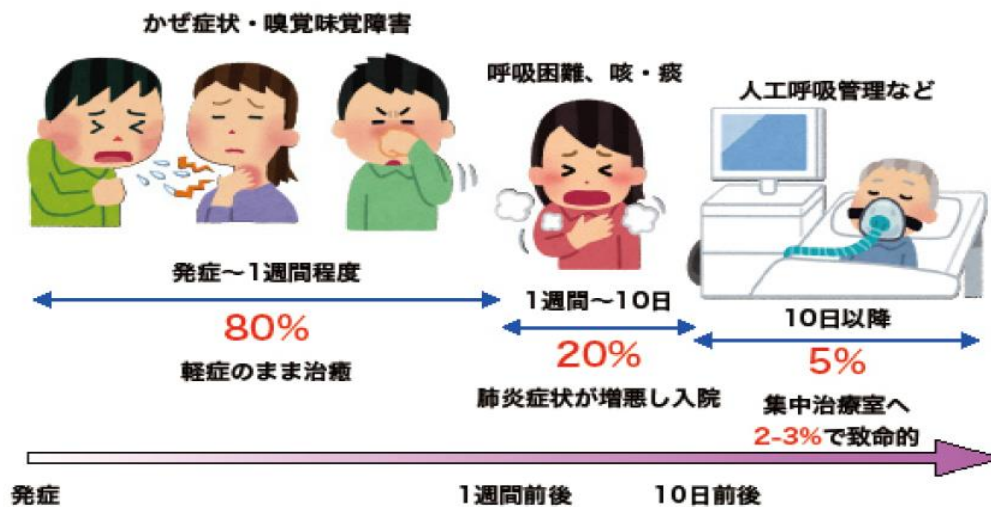 かぜ症状・嗅覚味覚障害
発症～1週間程度
80%
軽症のまま治癒
呼吸困難、咳・痰
1週間～10日
20%
肺炎症状が増悪し入院
人工呼吸管理など
10日以降
5%
集中治療室へ
2-3%で致命的
発症
1週間前後
10日前後